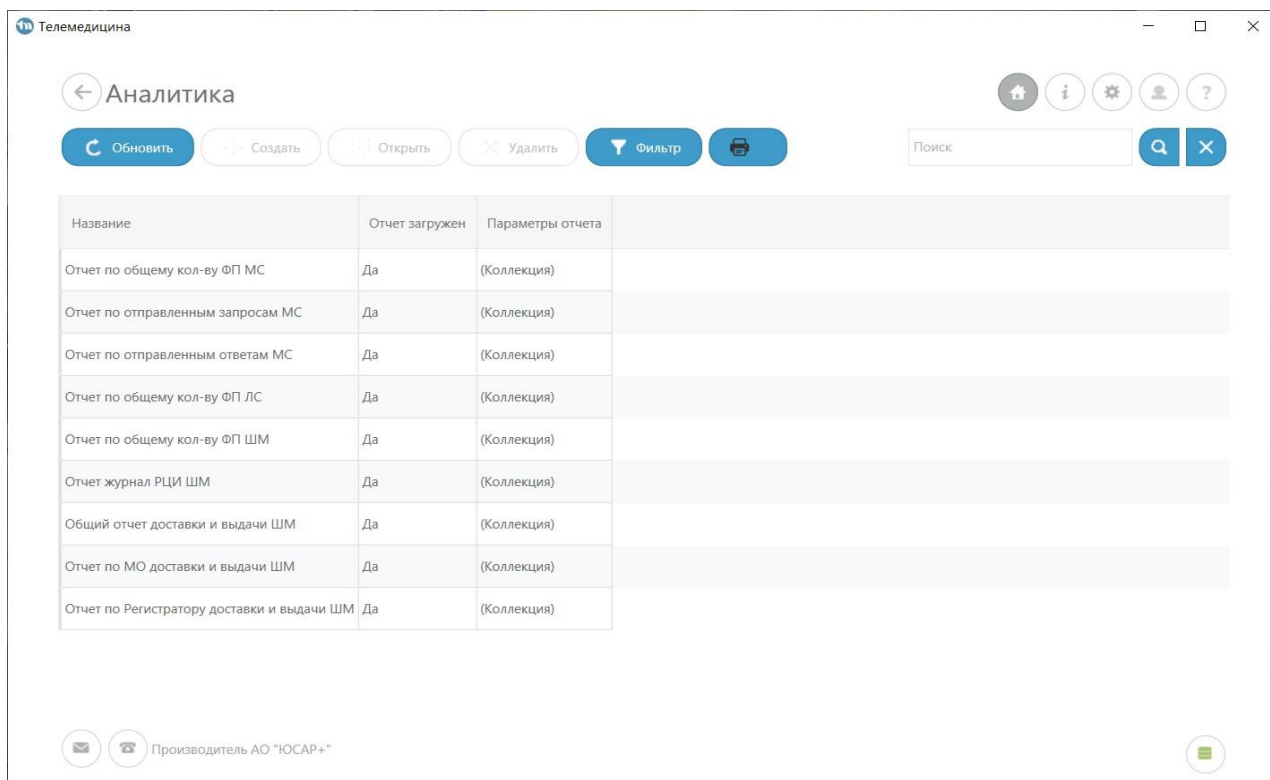 Телемедицина
Аналитика
Обновить Создать Открыть Удалить Фильтр Поиск
Название Отчет загружен Параметры отчета
Отчет по общему кол-ву ФП МС Да (Коллекция)
Отчет по отправленным запросам МС Да (Коллекция)
Отчет по отправленным ответам МС Да (Коллекция)
Отчет по общему кол-ву ФП ЛС Да (Коллекция)
Отчет по общему кол-ву ФП ШМ Да (Коллекция)
Отчет журнал РЦИ ШМ Да (Коллекция)
Общий отчет доставки и выдачи ШМ Да (Коллекция)
Отчет по МО доставки и выдачи ШМ Да (Коллекция)
Отчет по Регистратору доставки и выдачи ШМ Да (Коллекция)
Производитель АО "ЮСАР+"